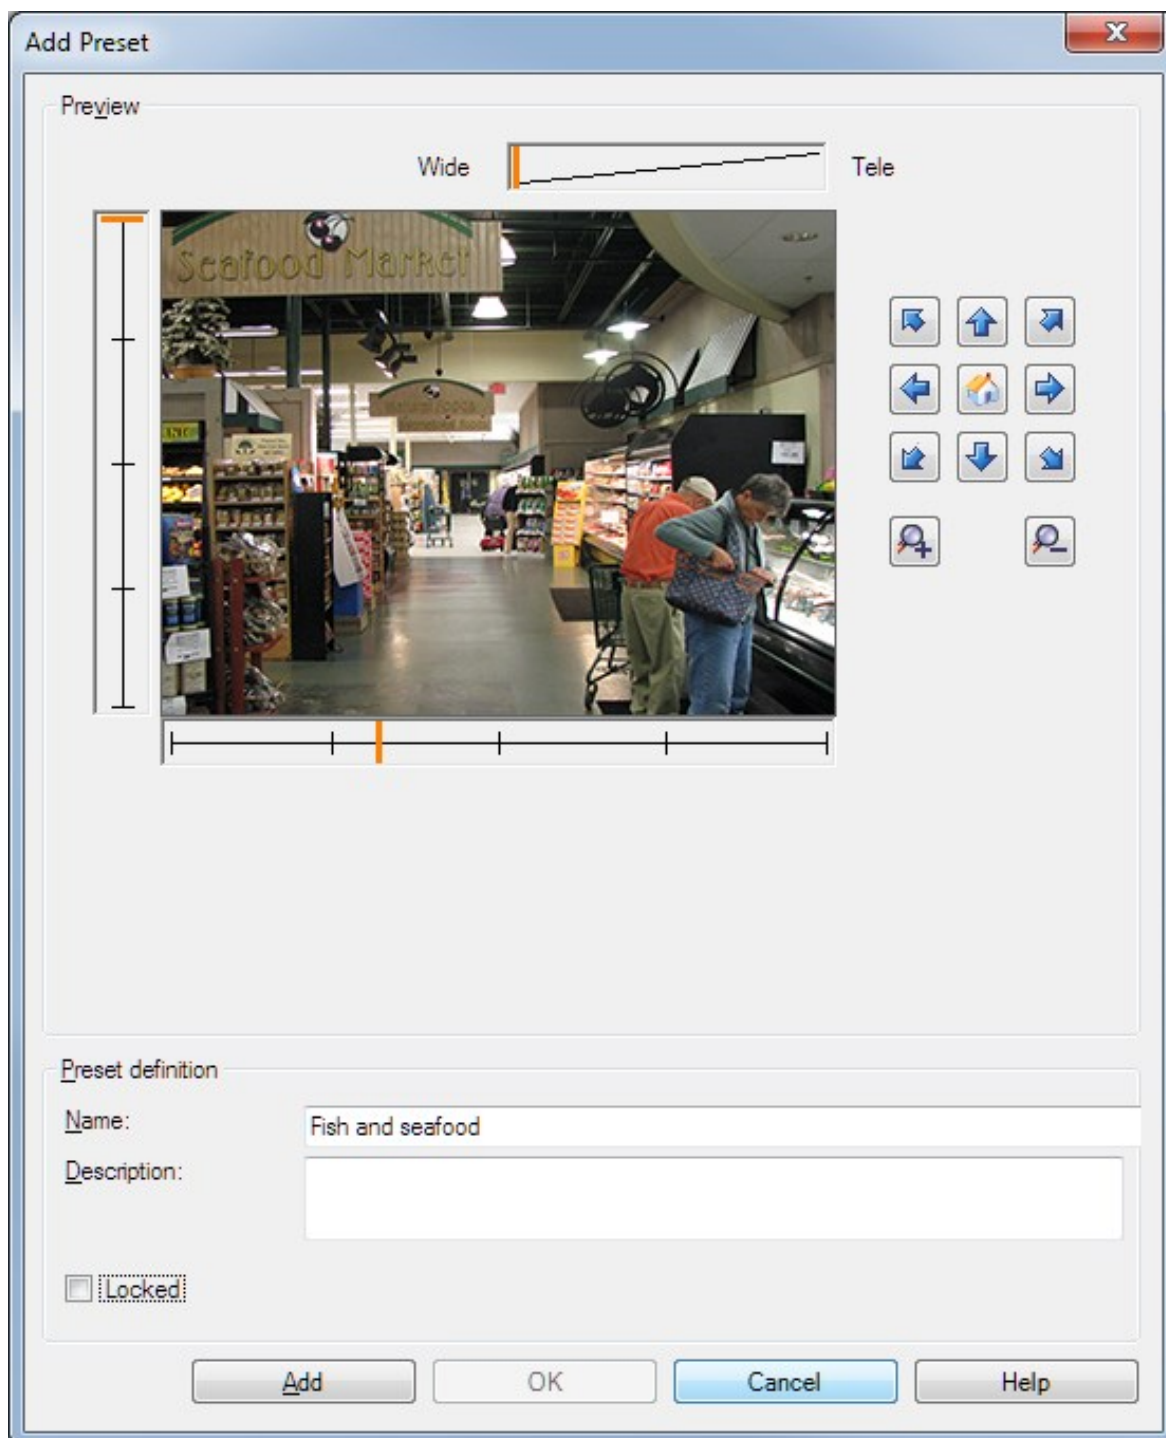 Add Preset
Preview
Wide
Tele
Seafood Market
Preset definition
Name:
Fish and seafood
Description:
Locked
Add
OK
Cancel
Help